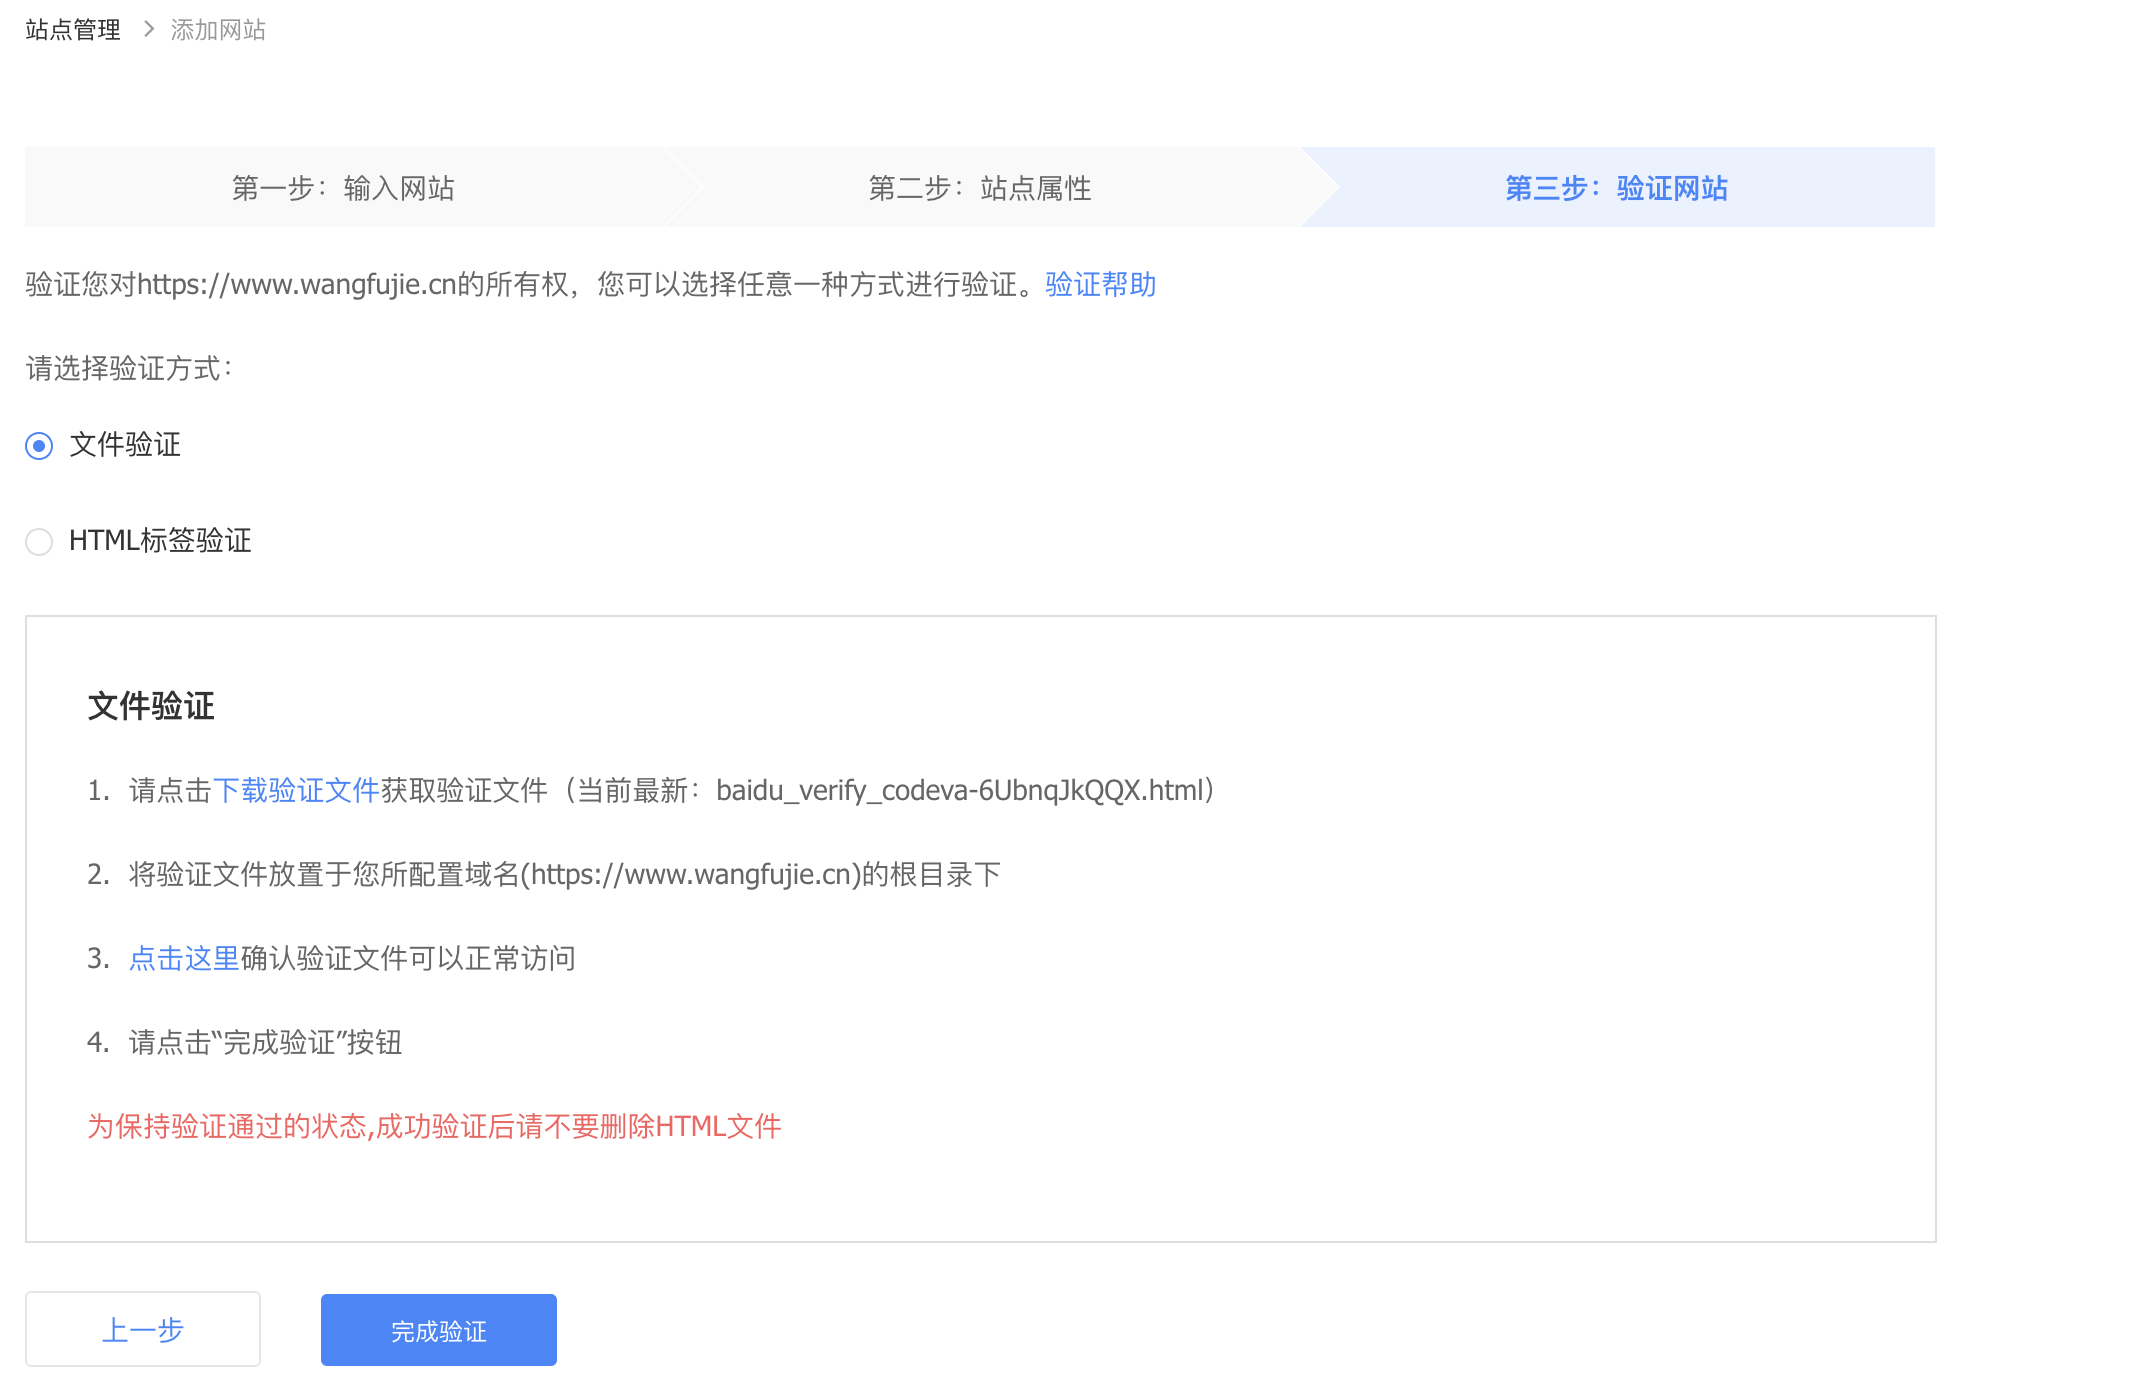 站点管理 > 添加网站
第一步：输入网站
第二步：站点属性
第三步：验证网站
验证您对https://www.wangfujie.cn的所有权，您可以选择任意一种方式进行验证。验证帮助
请选择验证方式：
文件验证
HTML标签验证
文件验证
1. 请点击下载验证文件获取验证文件（当前最新：baidu_verify_codeva-6UbnqJkQQX.html）
2. 将验证文件放置于您所配置域名(https://www.wangfujie.cn)的根目录下
3. 点击这里确认验证文件可以正常访问
4. 请点击“完成验证”按钮
为保持验证通过的状态,成功验证后请不要删除HTML文件
上一步
完成验证